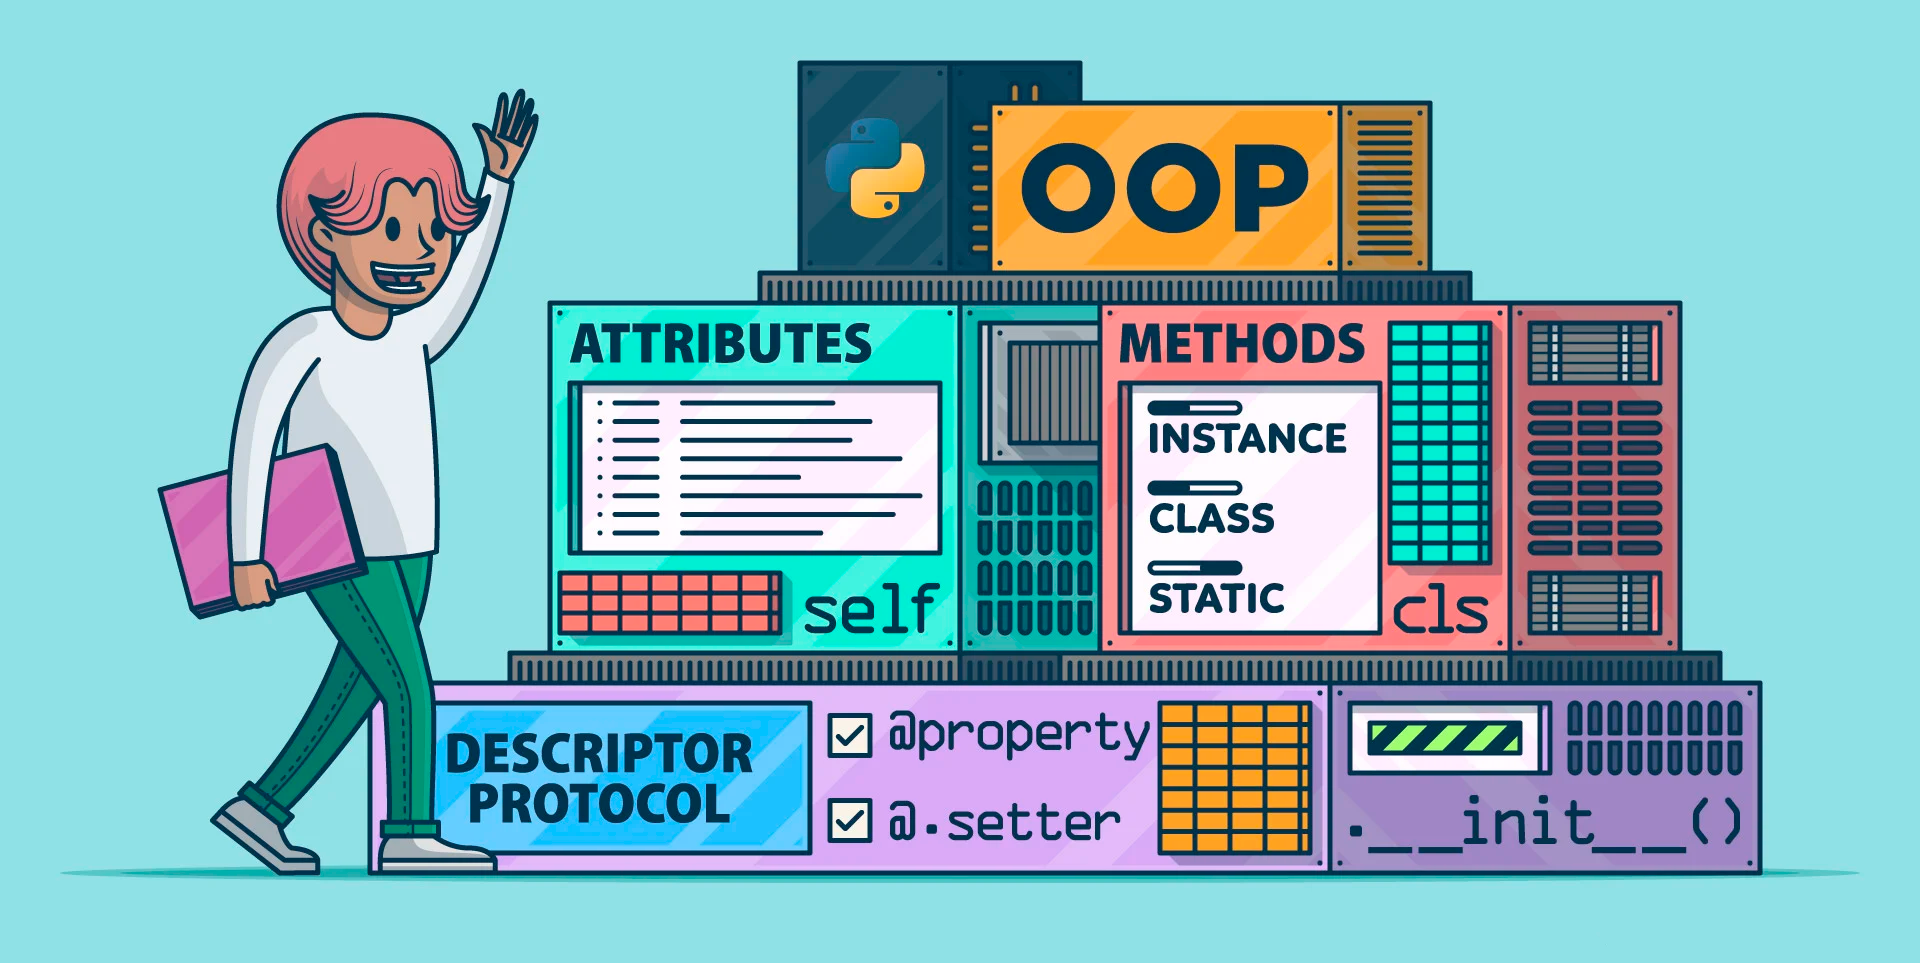 OOP
ATTRIBUTES
self
METHODS
INSTANCE
CLASS
STATIC
cls
DESCRIPTOR
PROTOCOL
@property
@.setter
.__init__()